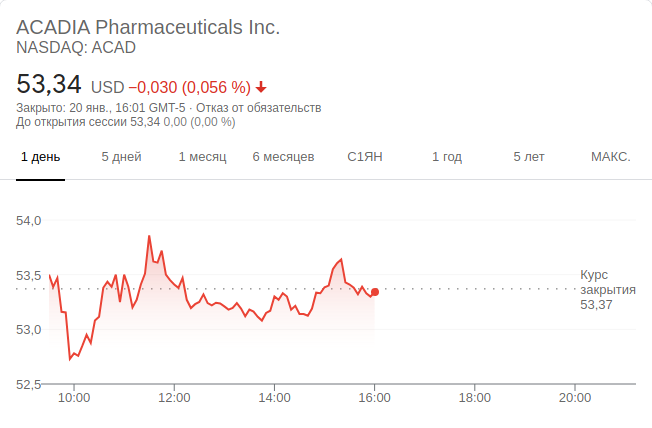 ACADIA Pharmaceuticals Inc.
NASDAQ: ACAD
53,34 USD −0,030 (0,056 %)
Закрыто: 20 янв., 16:01 GMT-5 · Отказ от обязательств
До открытия сессии 53,34 0,00 (0,00 %)
1 день 5 дней 1 месяц 6 месяцев С1ЯН 1 год 5 лет МАКС.
54,0
53,5
53,0
52,5
Курс
закрытия
53,37
10:00 12:00 14:00 16:00 18:00 20:00